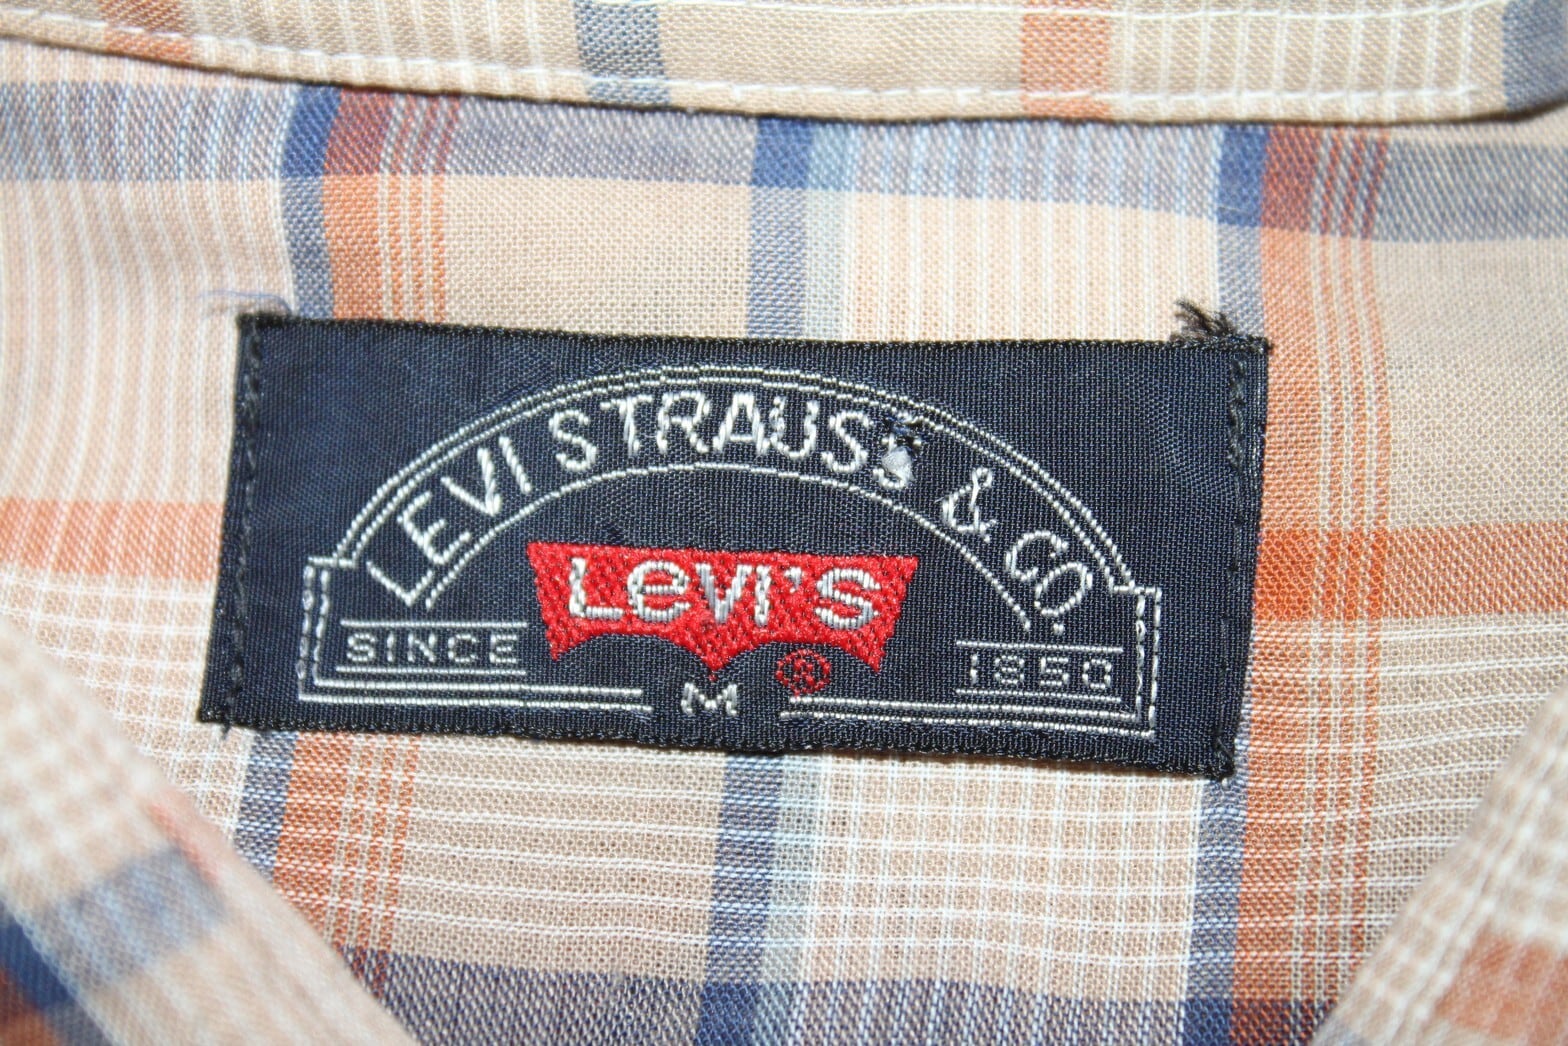 LEVI STRAUSS & CO.
LEVI'S ®
SINCE 1850
M